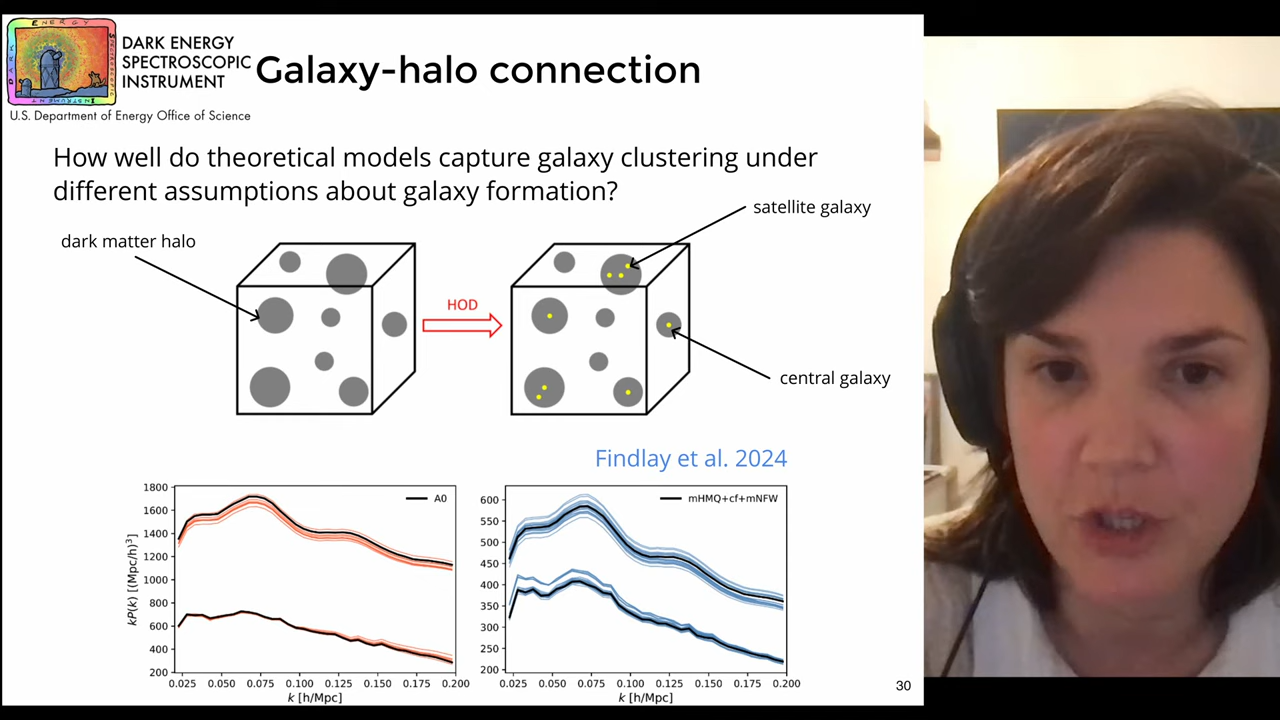 DARK ENERGY
SPECTROSCOPIC
INSTRUMENT
U.S. Department of Energy Office of Science
Galaxy-halo connection
How well do theoretical models capture galaxy clustering under
different assumptions about galaxy formation?
satellite galaxy
dark matter halo
HOD
central galaxy
Findlay et al. 2024
1800
1600
1400
1200
1000
800
600
400
200
kP(k) [(Mpc/h)³]
A0
0.025 0.050 0.075 0.100 0.125 0.150 0.175 0.200
k [h/Mpc]
600
550
500
450
400
350
300
250
200
mHMQ+cf+mNFW
0.025 0.050 0.075 0.100 0.125 0.150 0.175 0.200
k [h/Mpc]
30